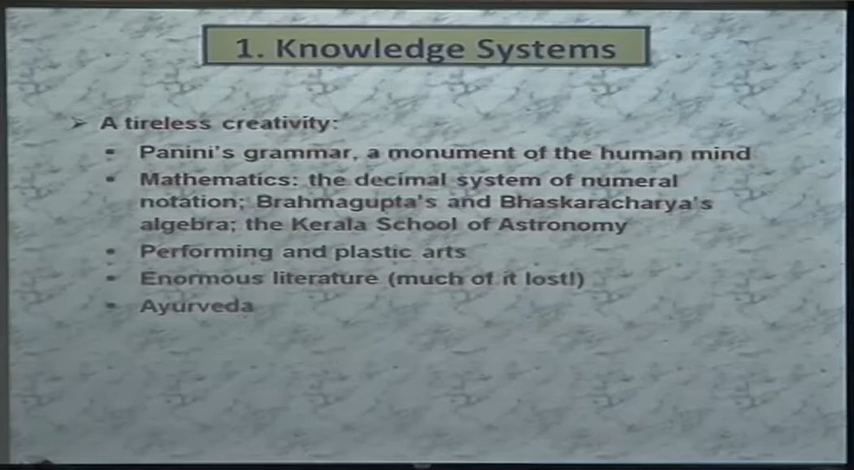 1. Knowledge Systems
➢ A tireless creativity:
▪ Panini's grammar, a monument of the human mind
▪ Mathematics: the decimal system of numeral
notation; Brahmagupta's and Bhaskaracharya's
algebra; the Kerala School of Astronomy
▪ Performing and plastic arts
▪ Enormous literature (much of it lost!)
▪ Ayurveda